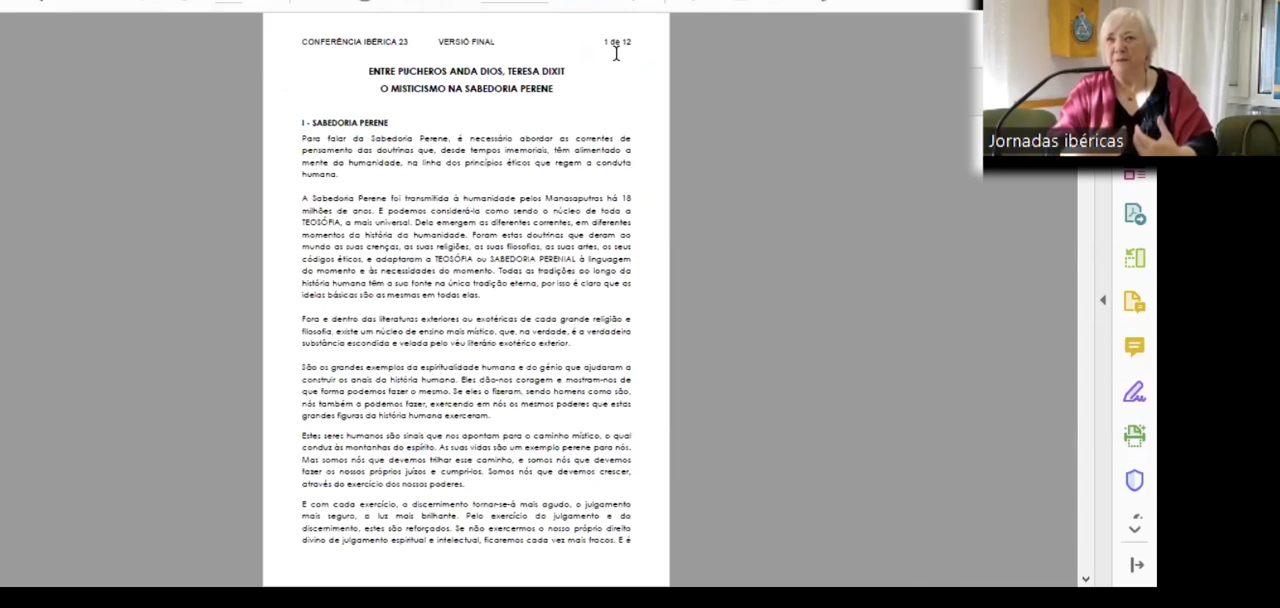 CONFERÊNCIA IBÉRICA 23 VERSIÓ FINAL 1 de 12
ENTRE PUCHEROS ANDA DIOS, TERESA DIXIT
O MISTICISMO NA SABEDORIA PERENE
I - SABEDORIA PERENE
Para falar da Sabedoria Perene, é necessário abordar as correntes de
pensamento das doutrinas que, desde tempos imemoriais, têm alimentado a
mente da humanidade, na linha dos princípios éticos que regem a conduta
humana.
A Sabedoria Perene foi transmitida à humanidade pelos Manasaputras há 18
milhões de anos. E podemos considerá-la como sendo o núcleo de toda a
TEOSÓFIA, a mais universal. Dela emergem as diferentes correntes, em diferentes
momentos da história da humanidade. Foram estas doutrinas que deram ao
mundo as suas crenças, as suas religiões, as suas filosofias, as suas artes, os seus
códigos éticos, e adaptaram a TEOSÓFIA ou SABEDORIA PERENIAL à linguagem
do momento e às necessidades do momento. Todas as tradições ao longo da
história humana têm a sua fonte na única tradição eterna, por isso é claro que as
ideias básicas são as mesmas em todas elas.
Fora e dentro das literaturas exteriores ou exotéricas de cada grande religião e
filosofia, existe um núcleo de ensino mais místico, que, na verdade, é a verdadeira
substância escondida e velada pelo véu literário exotérico exterior.
São os grandes exemplos da espiritualidade humana e do génio que ajudaram a
construir os anais da história humana. Eles dão-nos coragem e mostram-nos de
que forma podemos fazer o mesmo. Se eles o fizeram, sendo homens como são,
nós também o podemos fazer, exercendo em nós os mesmos poderes que estas
grandes figuras da história humana exerceram.
Estes seres humanos são sinais que nos apontam para o caminho místico, o qual
conduz às montanhas do espírito. As suas vidas são um exemplo perene para nós.
Mas somos nós que devemos trilhar esse caminho, e somos nós que devemos
fazer os nossos próprios juízos e cumpri-los. Somos nós que devemos crescer,
através do exercício dos nossos poderes.
E com cada exercício, o discernimento tornar-se-á mais agudo, o julgamento
mais seguro, a luz mais brilhante. Pelo exercício do julgamento e do
discernimento, estes são reforçados. Se não exercermos o nosso próprio direito
divino de julgamento espiritual e intelectual, ficaremos cada vez mais fracos. E é
Jornadas ibéricas